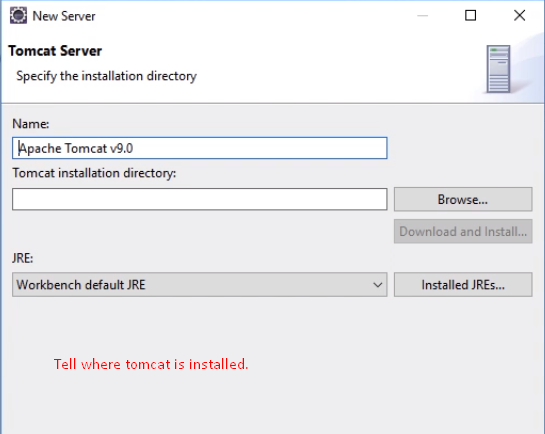 New Server
Tomcat Server
Specify the installation directory
Name:
Apache Tomcat v9.0
Tomcat installation directory:
Browse...
Download and Install...
JRE:
Workbench default JRE
Installed JREs...
Tell where tomcat is installed.